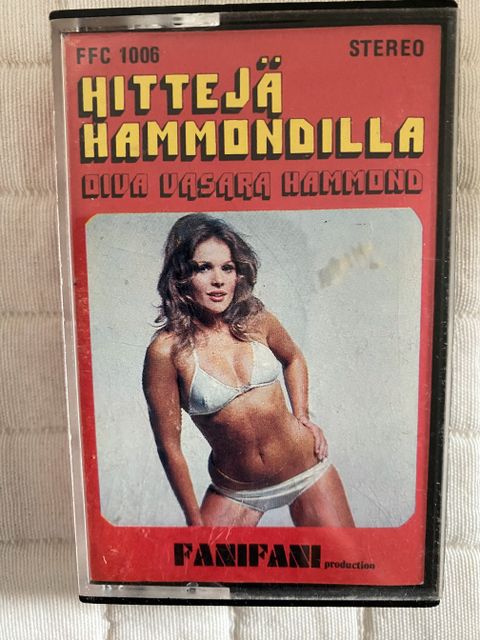 FFC 1006
STEREO
HITTEJÄ
HAMMONDILLA
OIVA VASARA HAMMOND
FANIFANI production